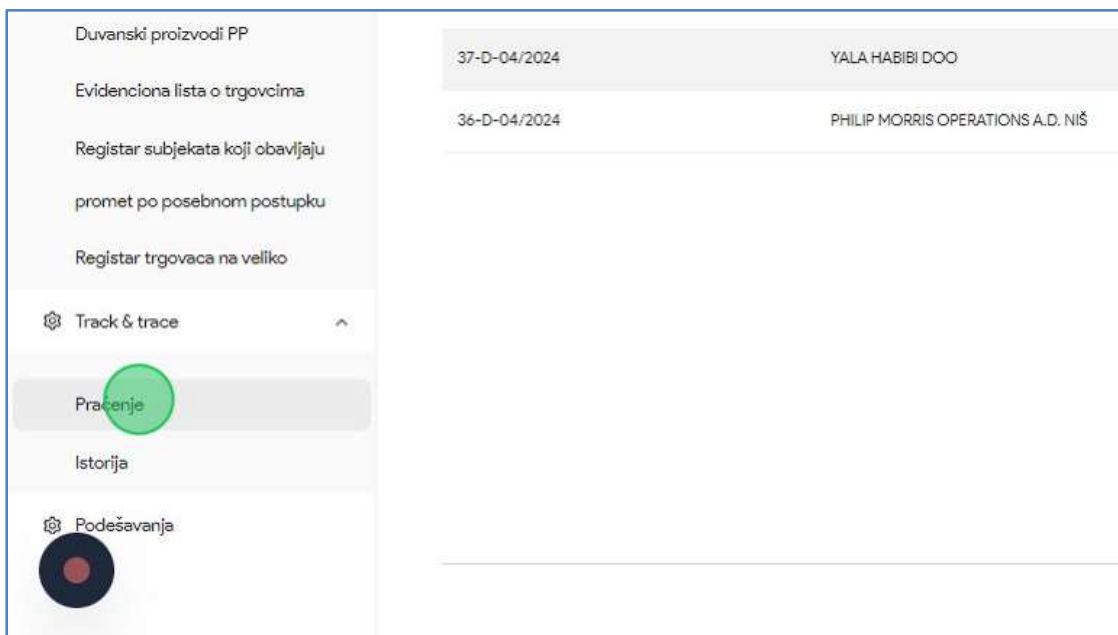 Duvanski proizvodi PP
Evidenciona lista o trgovcima
Registar subjekata koji obavljaju
promet po posebnom postupku
Registar trgovaca na veliko
Track & trace
Praćenje
Istorija
Podešavanja
37-D-04/2024 YALA HABIBI DOO
36-D-04/2024 PHILIP MORRIS OPERATIONS A.D. NIŠ